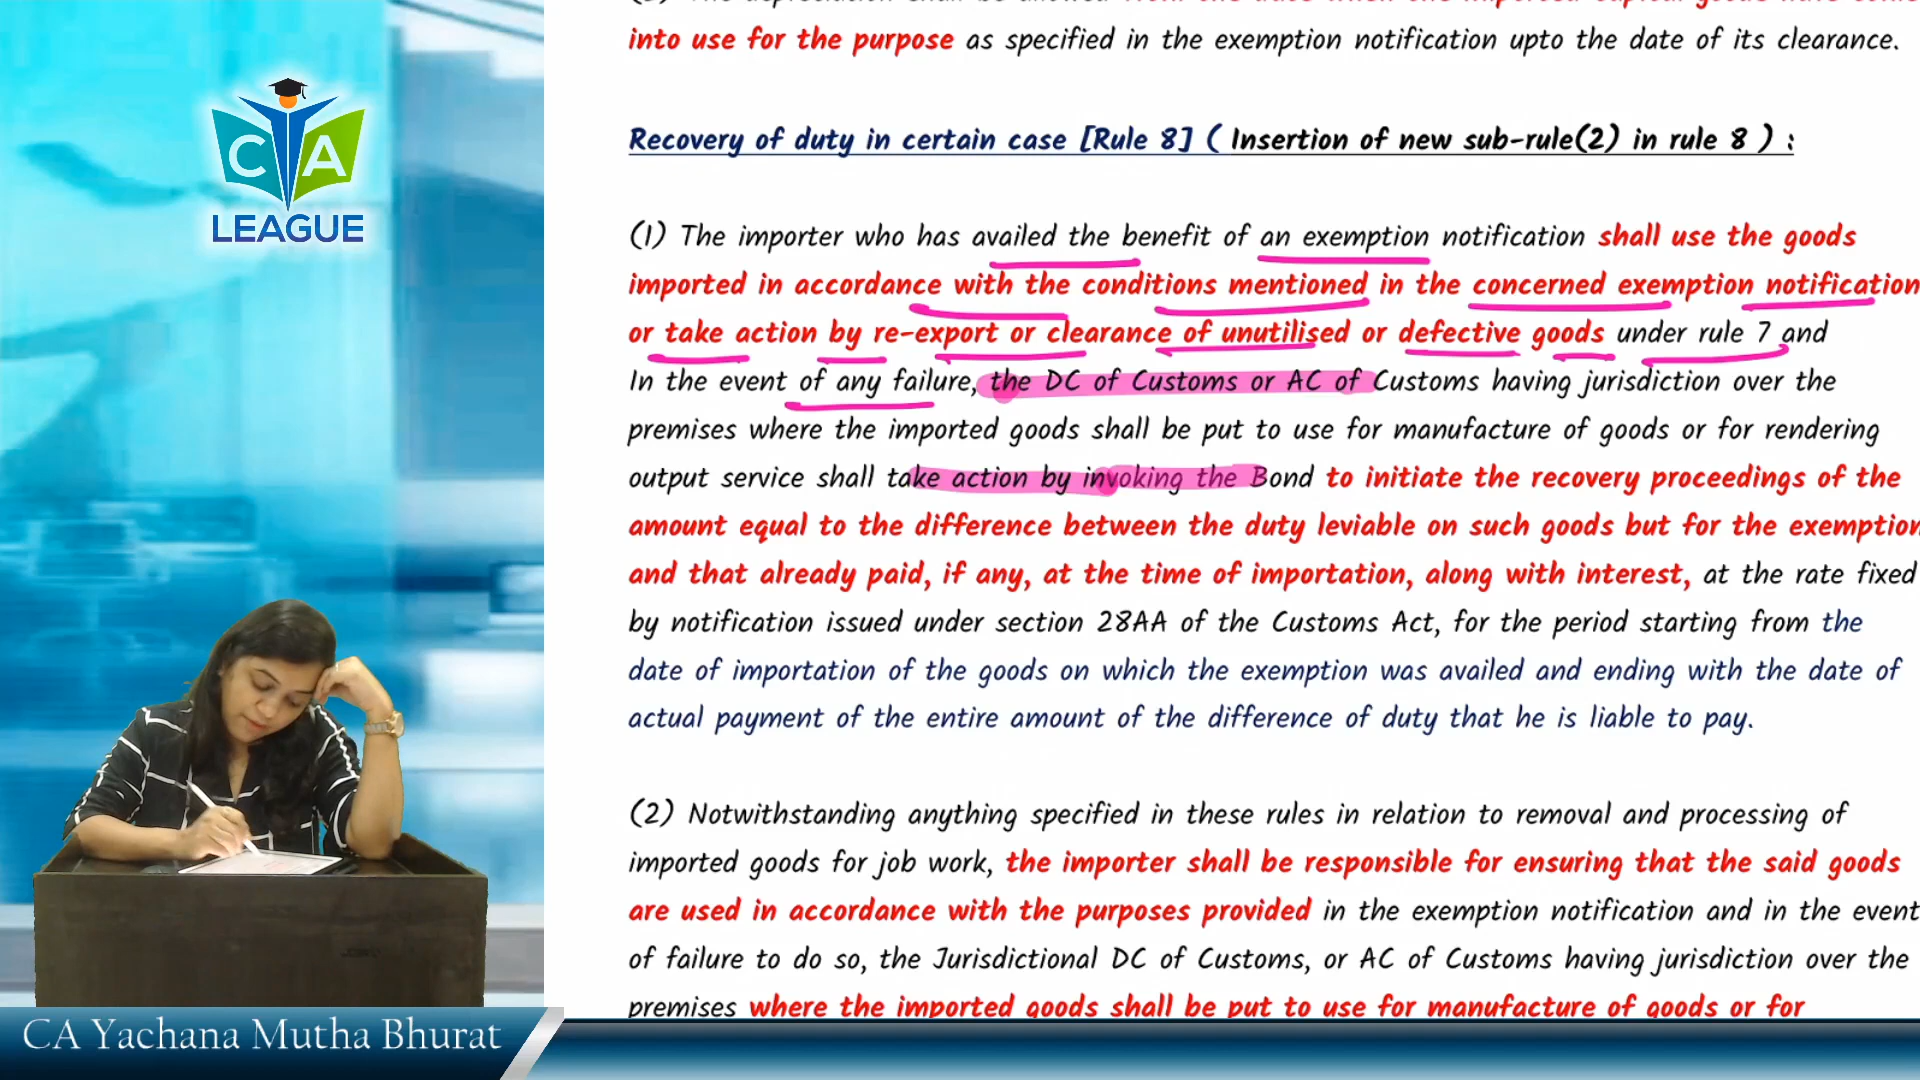 into use for the purpose as specified in the exemption notification upto the date of its clearance.
Recovery of duty in certain case [Rule 8] ( Insertion of new sub-rule(2) in rule 8 ) :
(1) The importer who has availed the benefit of an exemption notification shall use the goods
imported in accordance with the conditions mentioned in the concerned exemption notification
or take action by re-export or clearance of unutilised or defective goods under rule 7 and
In the event of any failure, the DC of Customs or AC of Customs having jurisdiction over the
premises where the imported goods shall be put to use for manufacture of goods or for rendering
output service shall take action by invoking the Bond to initiate the recovery proceedings of the
amount equal to the difference between the duty leviable on such goods but for the exemption
and that already paid, if any, at the time of importation, along with interest, at the rate fixed
by notification issued under section 28AA of the Customs Act, for the period starting from the
date of importation of the goods on which the exemption was availed and ending with the date of
actual payment of the entire amount of the difference of duty that he is liable to pay.
(2) Notwithstanding anything specified in these rules in relation to removal and processing of
imported goods for job work, the importer shall be responsible for ensuring that the said goods
are used in accordance with the purposes provided in the exemption notification and in the event
of failure to do so, the Jurisdictional DC of Customs, or AC of Customs having jurisdiction over the
premises where the imported goods shall be put to use for manufacture of goods or for
CA
LEAGUE
CA Yachana Mutha Bhurat